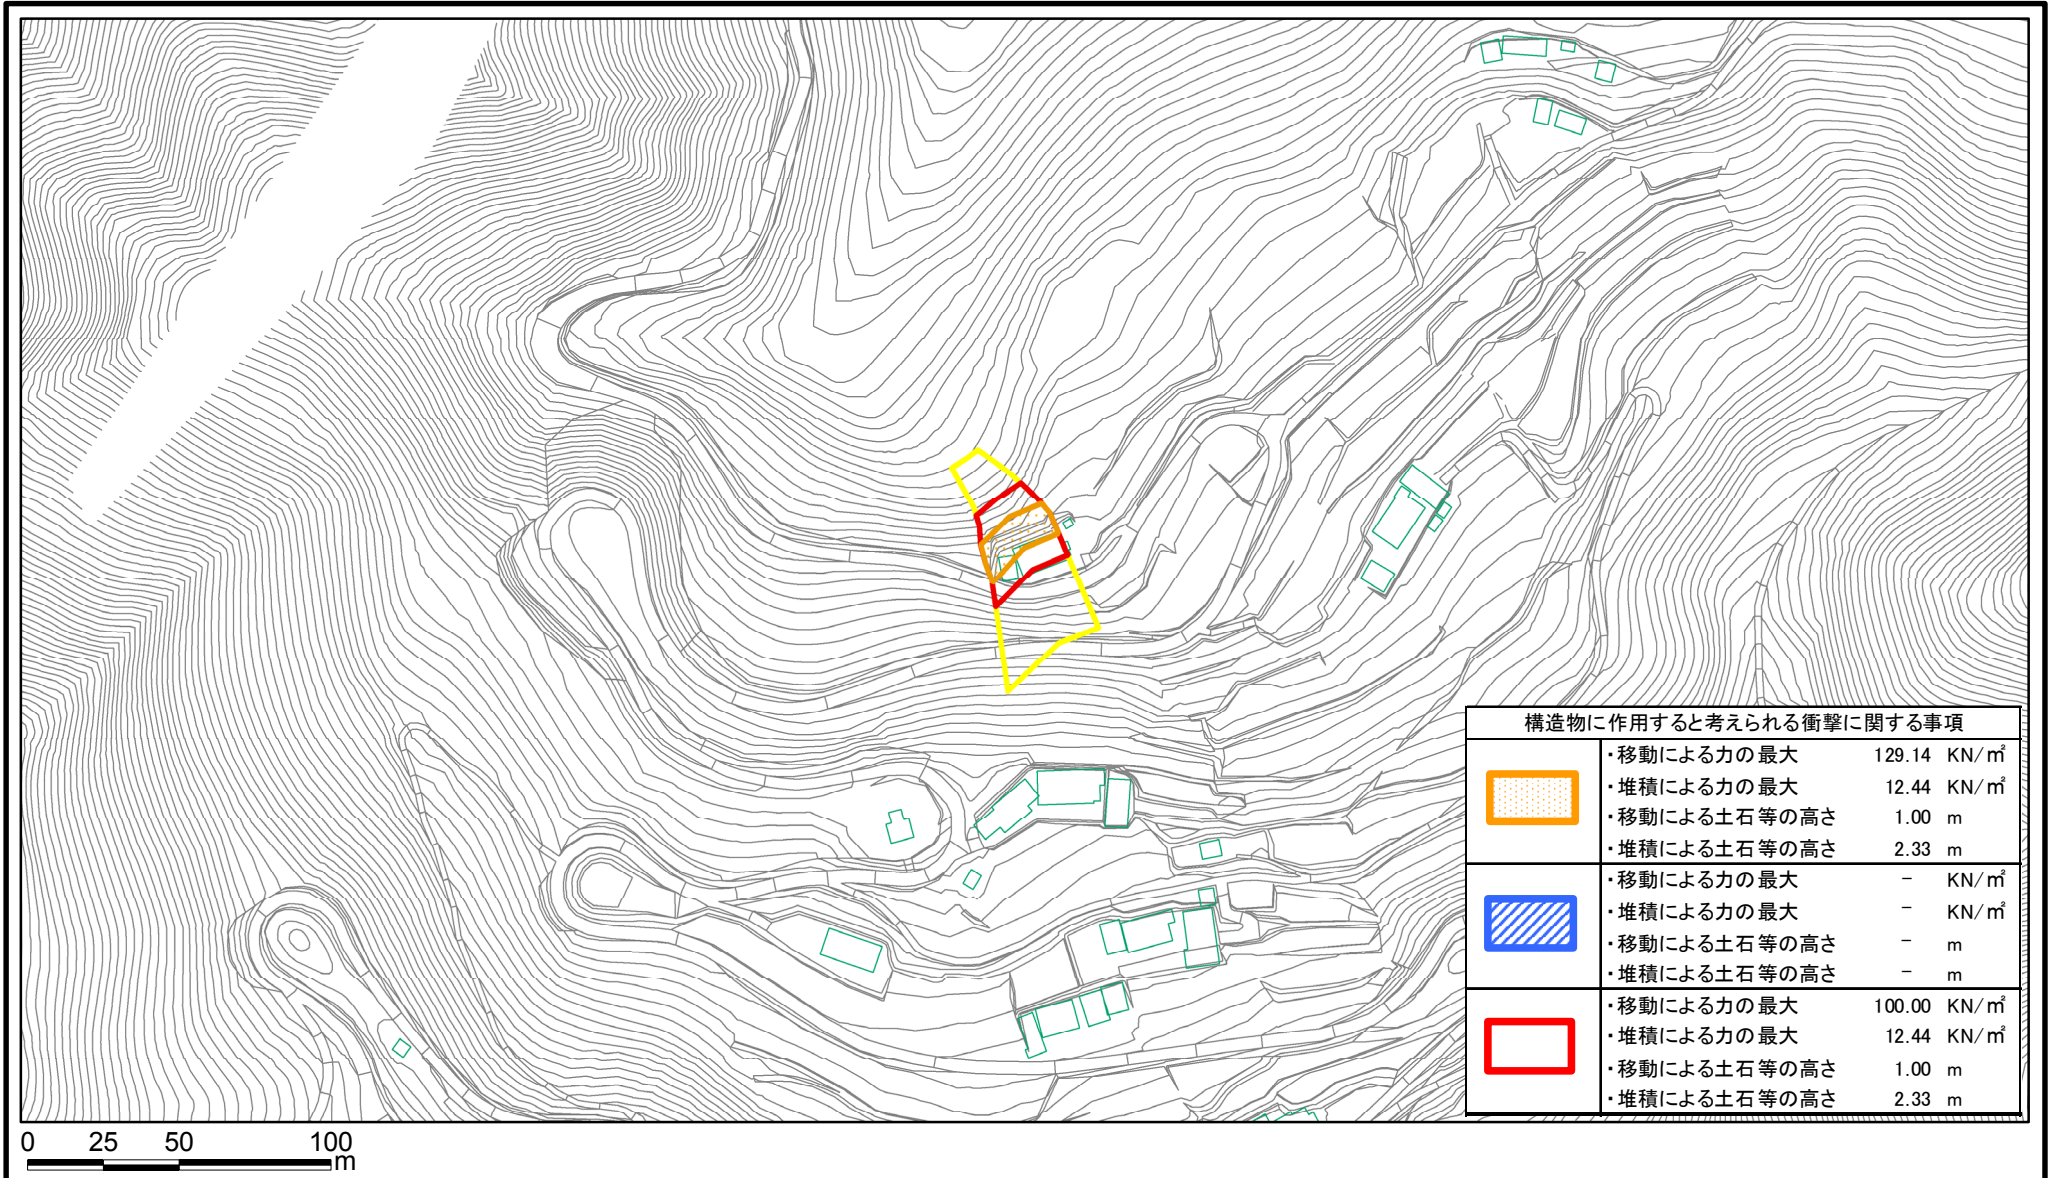 構造物に作用すると考えられる衝撃に関する事項
・移動による力の最大 129.14 KN/㎡
・堆積による力の最大 12.44 KN/㎡
・移動による土石等の高さ 1.00 m
・堆積による土石等の高さ 2.33 m
・移動による力の最大 − KN/㎡
・堆積による力の最大 − KN/㎡
・移動による土石等の高さ − m
・堆積による土石等の高さ − m
・移動による力の最大 100.00 KN/㎡
・堆積による力の最大 12.44 KN/㎡
・移動による土石等の高さ 1.00 m
・堆積による土石等の高さ 2.33 m
0 25 50 100
m